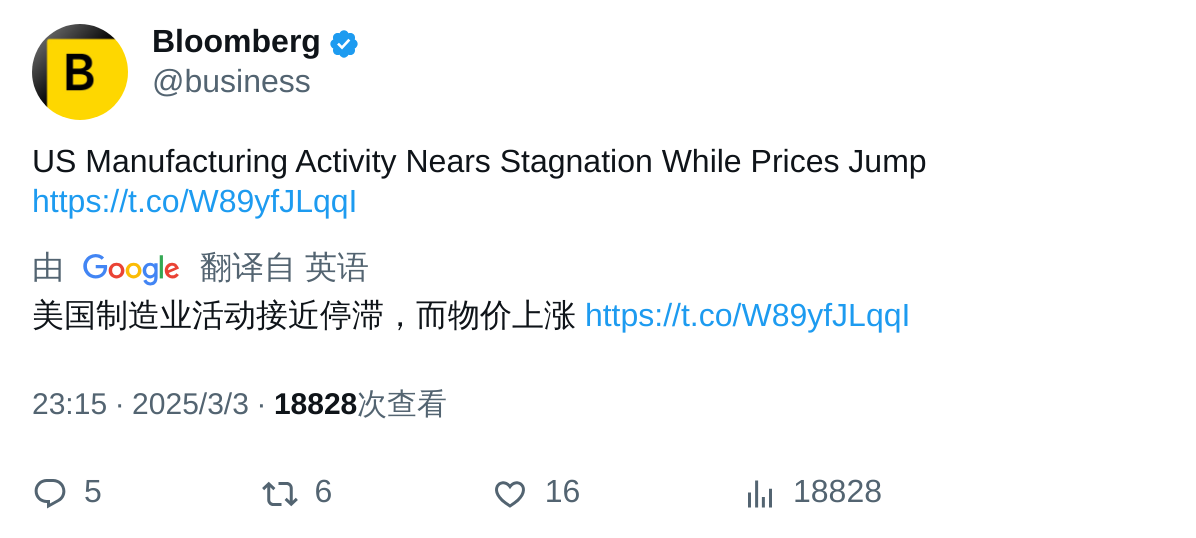 B
Bloomberg
@business
US Manufacturing Activity Nears Stagnation While Prices Jump
https://t.co/W89yfJLqqI
由 Google 翻译自 英语
美国制造业活动接近停滞，而物价上涨 https://t.co/W89yfJLqqI
23:15 · 2025/3/3 · 18828次查看
5 6 16 18828